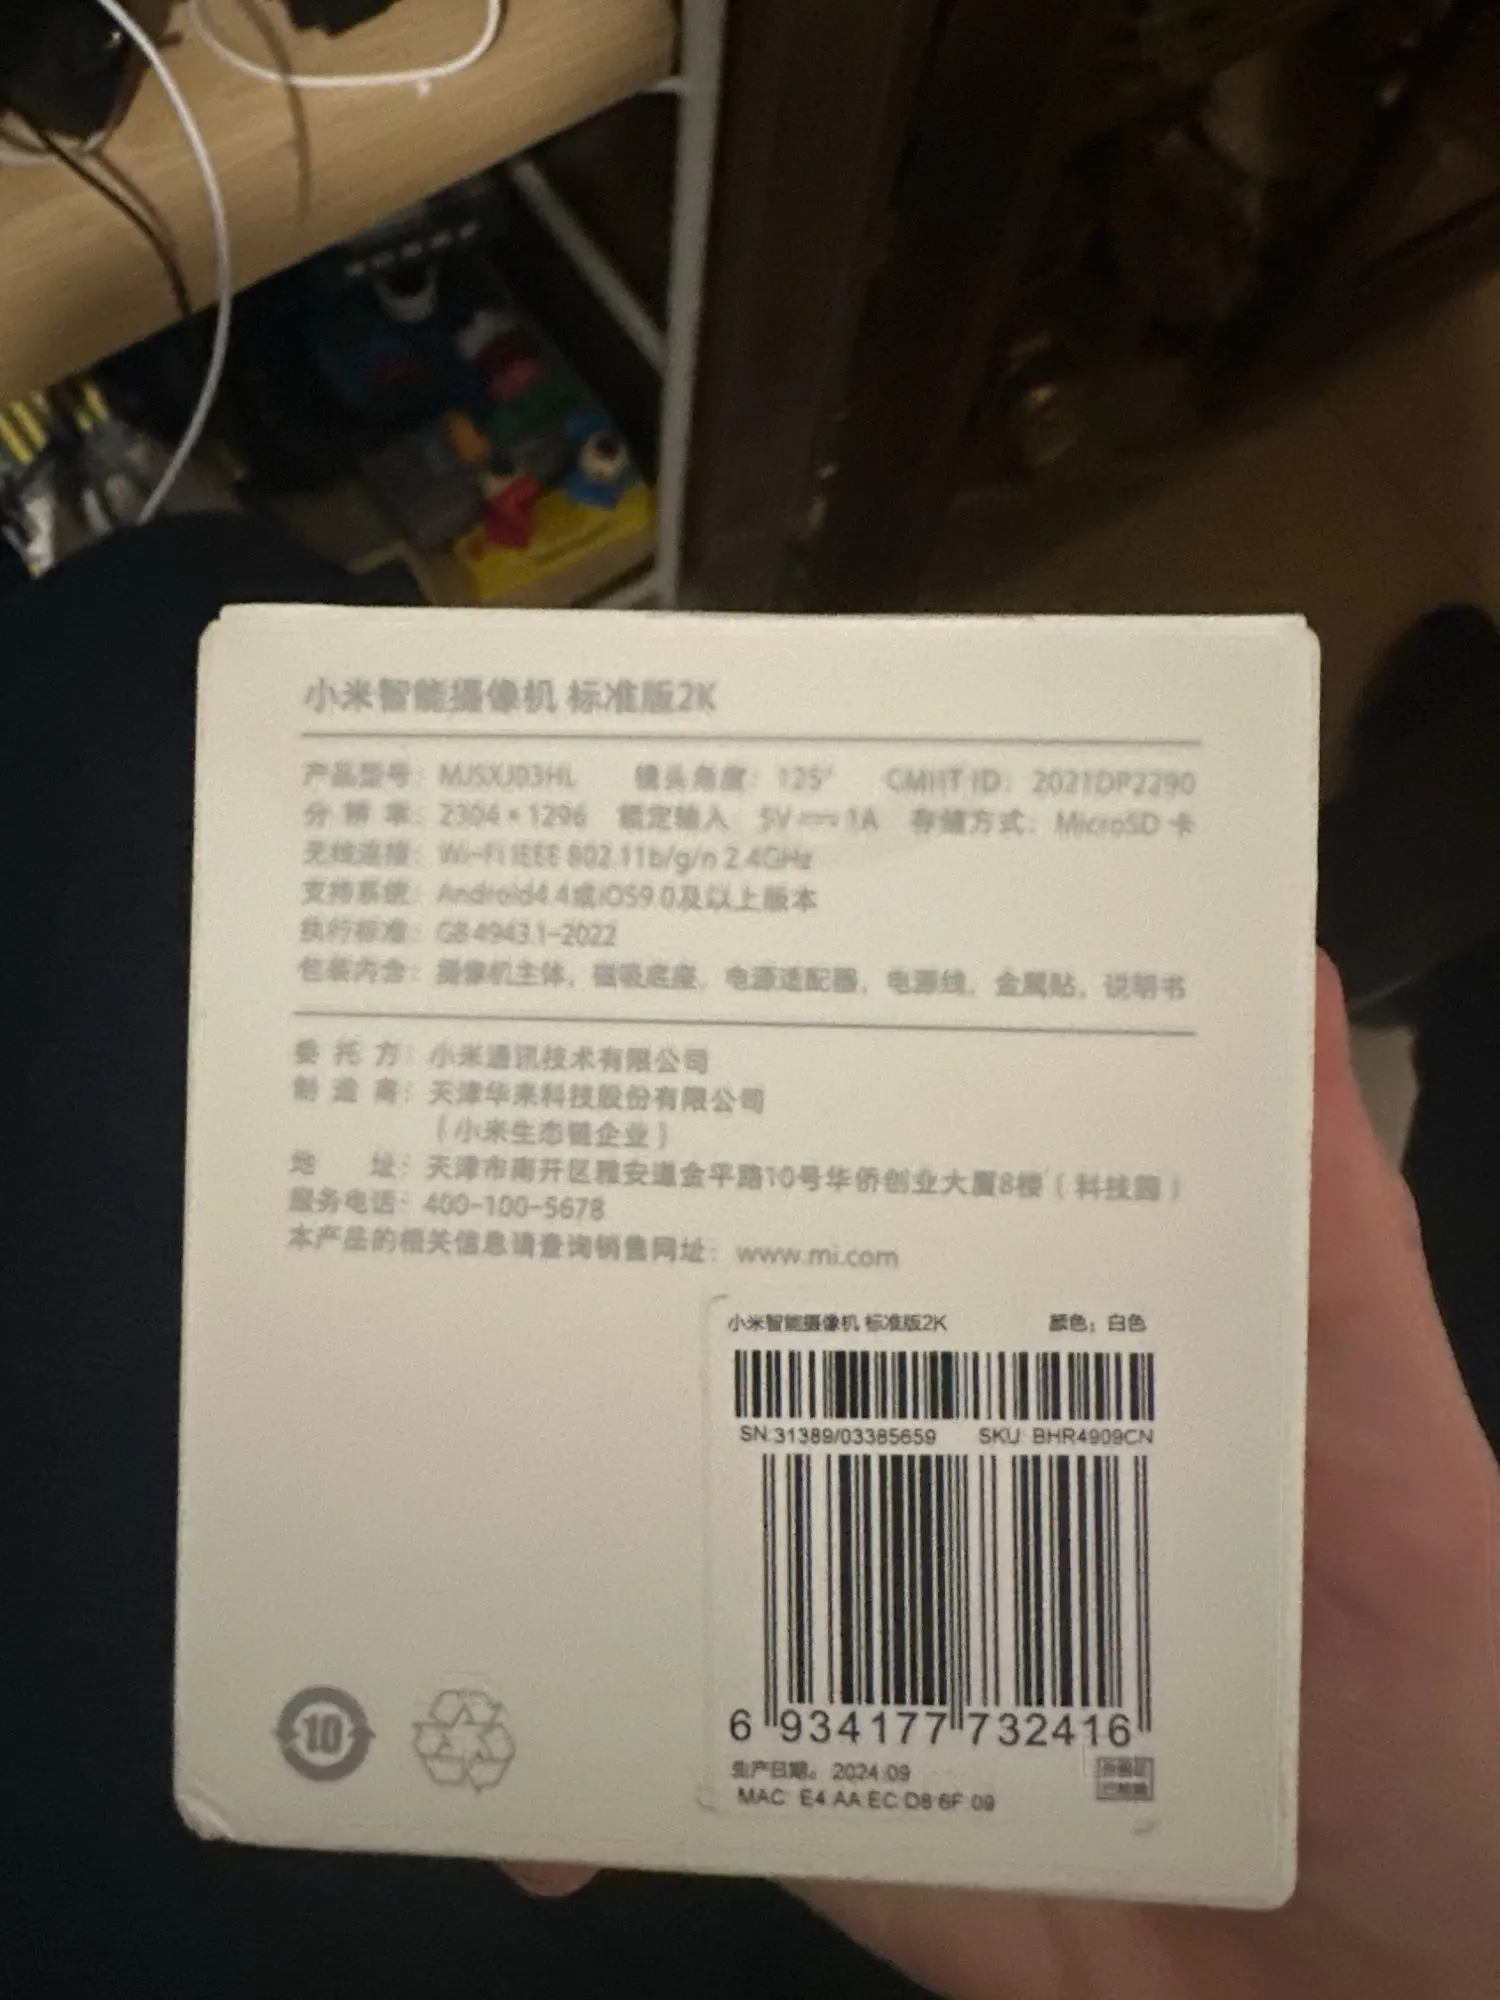 小米智能摄像机 标准版2K
产品型号：MJSXJ03HL 镜头角度：125° CMIIT ID：2021DP2290
分辨率：2304×1296 额定输入 5V⎓1A 存储方式：MicroSD 卡
无线连接：Wi-Fi IEEE 802.11b/g/n 2.4GHz
支持系统：Android4.4或iOS9.0及以上版本
执行标准：GB 4943.1-2022
包装内含：摄像机主体，磁吸底座，电源适配器，电源线，金属贴，说明书
委托方：小米通讯技术有限公司
制造商：天津华来科技股份有限公司
（小米生态链企业）
地址：天津市南开区雅安道金平路10号华侨创业大厦8楼（科技园）
服务电话：400-100-5678
本产品的相关信息请查询销售网址：www.mi.com
小米智能摄像机 标准版2K 颜色：白色
SN:31389/03385659 SKU BHR4909CN
6 934177 732416
生产日期。2024.09
MAC E4 AA EC D8 6F 09
10